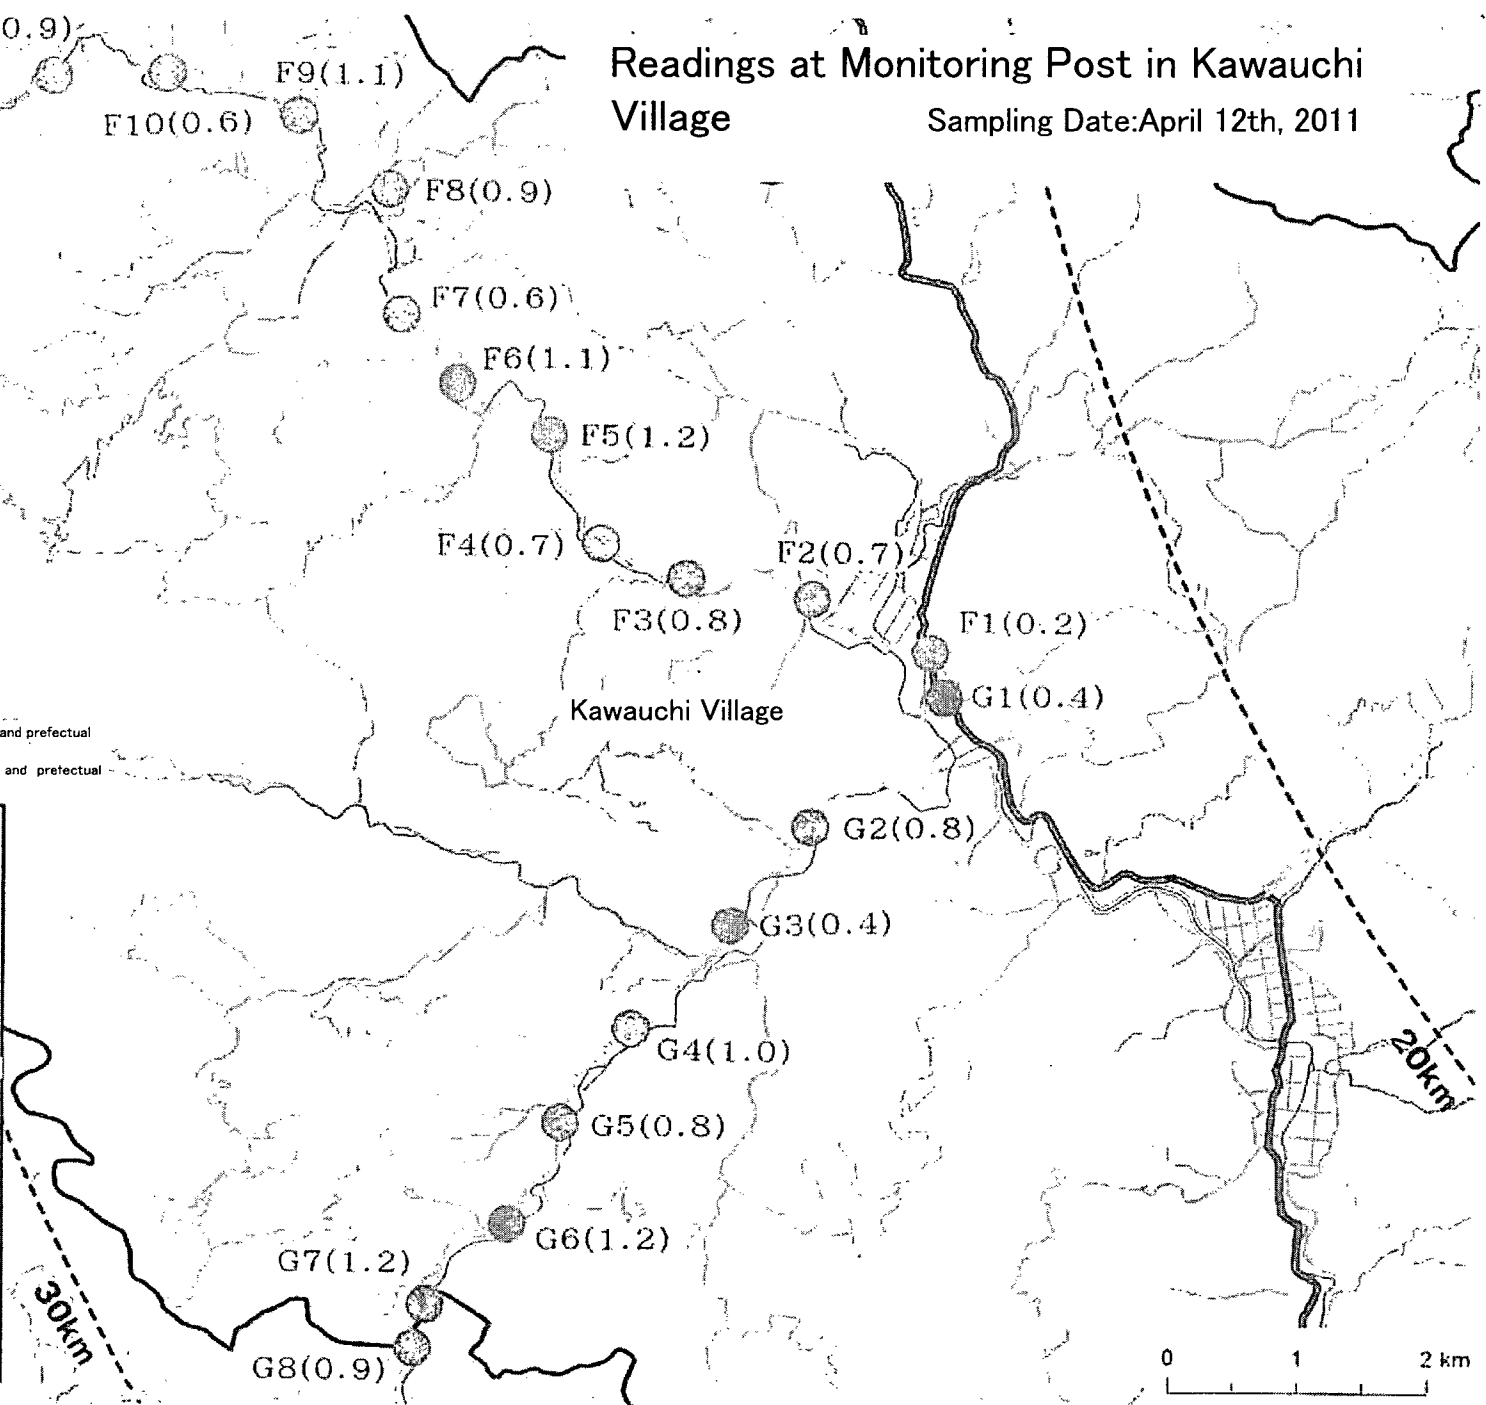 0.9)
Readings at Monitoring Post in Kawauchi
Village
Sampling Date:April 12th, 2011
F9(1.1)
F10(0.6)
F8(0.9)
F7(0.6)
F6(1.1)
F5(1.2)
F4(0.7)
F2(0.7)
F3(0.8)
F1(0.2)
G1(0.4)
Kawauchi Village
and prefectual
and prefectual
G2(0.8)
G3(0.4)
G4(1.0)
20km
G5(0.8)
G6(1.2)
G7(1.2)
30km
G8(0.9)
0 1 2 km